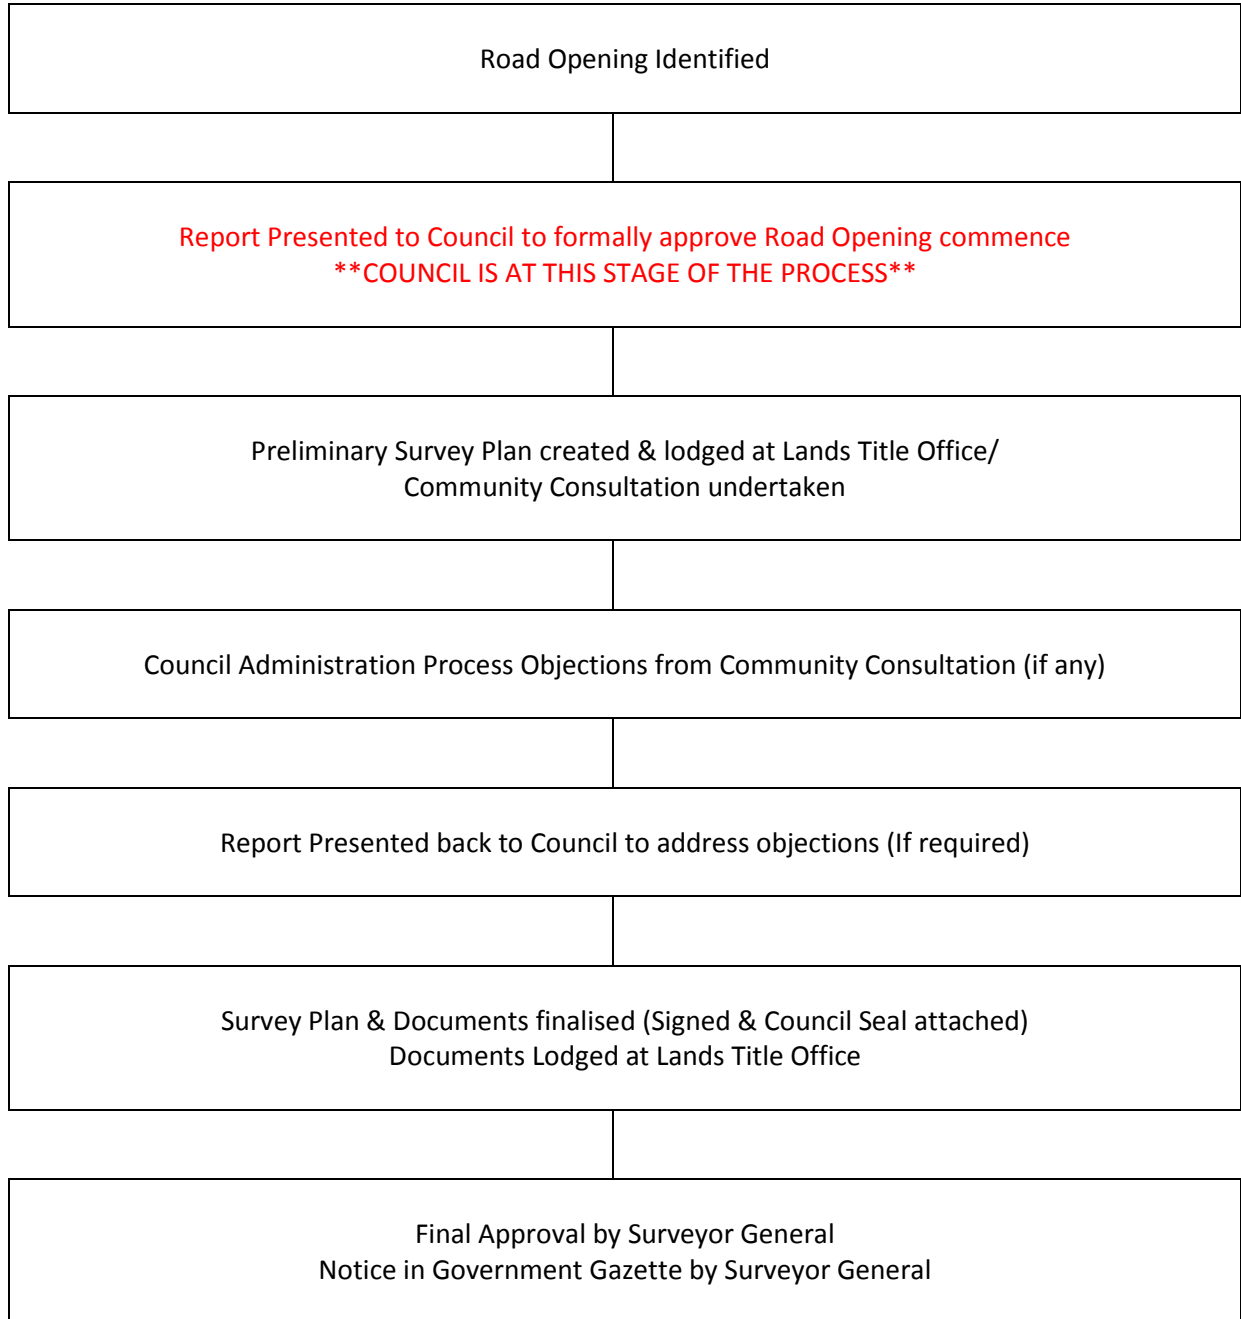 Road Opening Identified
Report Presented to Council to formally approve Road Opening commence
**COUNCIL IS AT THIS STAGE OF THE PROCESS**
Preliminary Survey Plan created & lodged at Lands Title Office/
Community Consultation undertaken
Council Administration Process Objections from Community Consultation (if any)
Report Presented back to Council to address objections (If required)
Survey Plan & Documents finalised (Signed & Council Seal attached)
Documents Lodged at Lands Title Office
Final Approval by Surveyor General
Notice in Government Gazette by Surveyor General